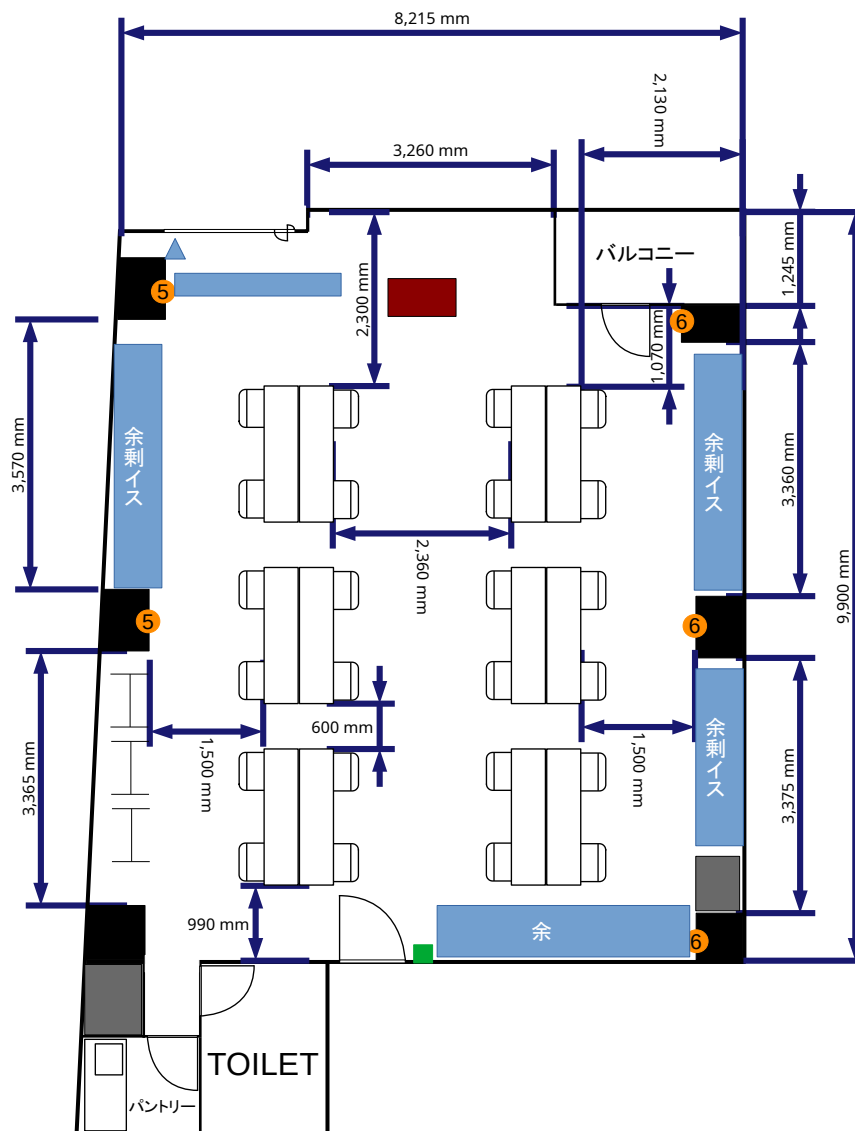 8,215 mm
2,130 mm
3,260 mm
1,245 mm
バルコニー
5
2,300 mm
6
1,070 mm
3,570 mm
余剰イス
余剰イス
3,360 mm
2,360 mm
9,900 mm
5
6
3,365 mm
1,500 mm
600 mm
1,500 mm
余剰イス
3,375 mm
990 mm
余
6
TOILET
パントリー